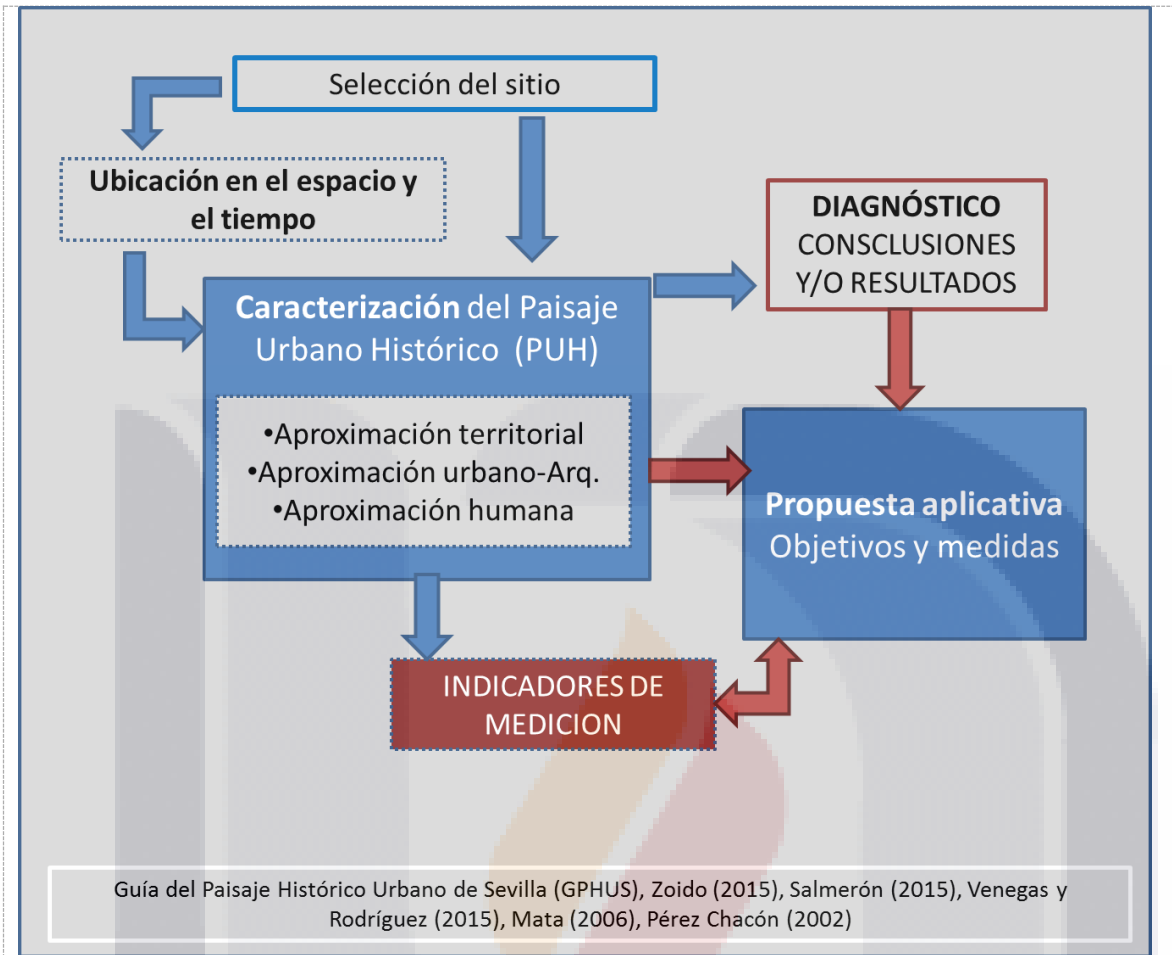 Selección del sitio
Ubicación en el espacio y
el tiempo
DIAGNÓSTICO
CONSCLUSIONES
Y/O RESULTADOS
Caracterización del Paisaje
Urbano Histórico (PUH)
•Aproximación territorial
•Aproximación urbano-Arq.
•Aproximación humana
Propuesta aplicativa
Objetivos y medidas
INDICADORES DE
MEDICION
Guía del Paisaje Histórico Urbano de Sevilla (GPHUS), Zoido (2015), Salmerón (2015), Venegas y
Rodríguez (2015), Mata (2006), Pérez Chacón (2002)